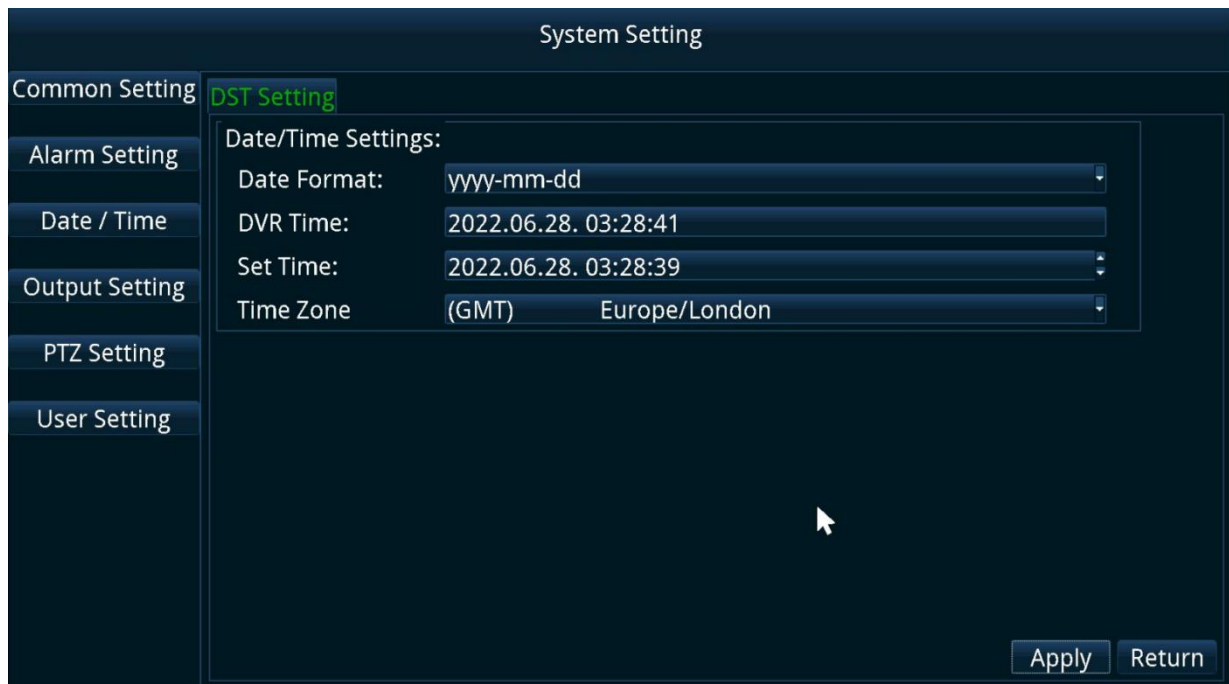 System Setting
Common Setting
Alarm Setting
Date / Time
Output Setting
PTZ Setting
User Setting
DST Setting
Date/Time Settings:
Date Format: yyyy-mm-dd
DVR Time: 2022.06.28. 03:28:41
Set Time: 2022.06.28. 03:28:39
Time Zone (GMT) Europe/London
Apply Return